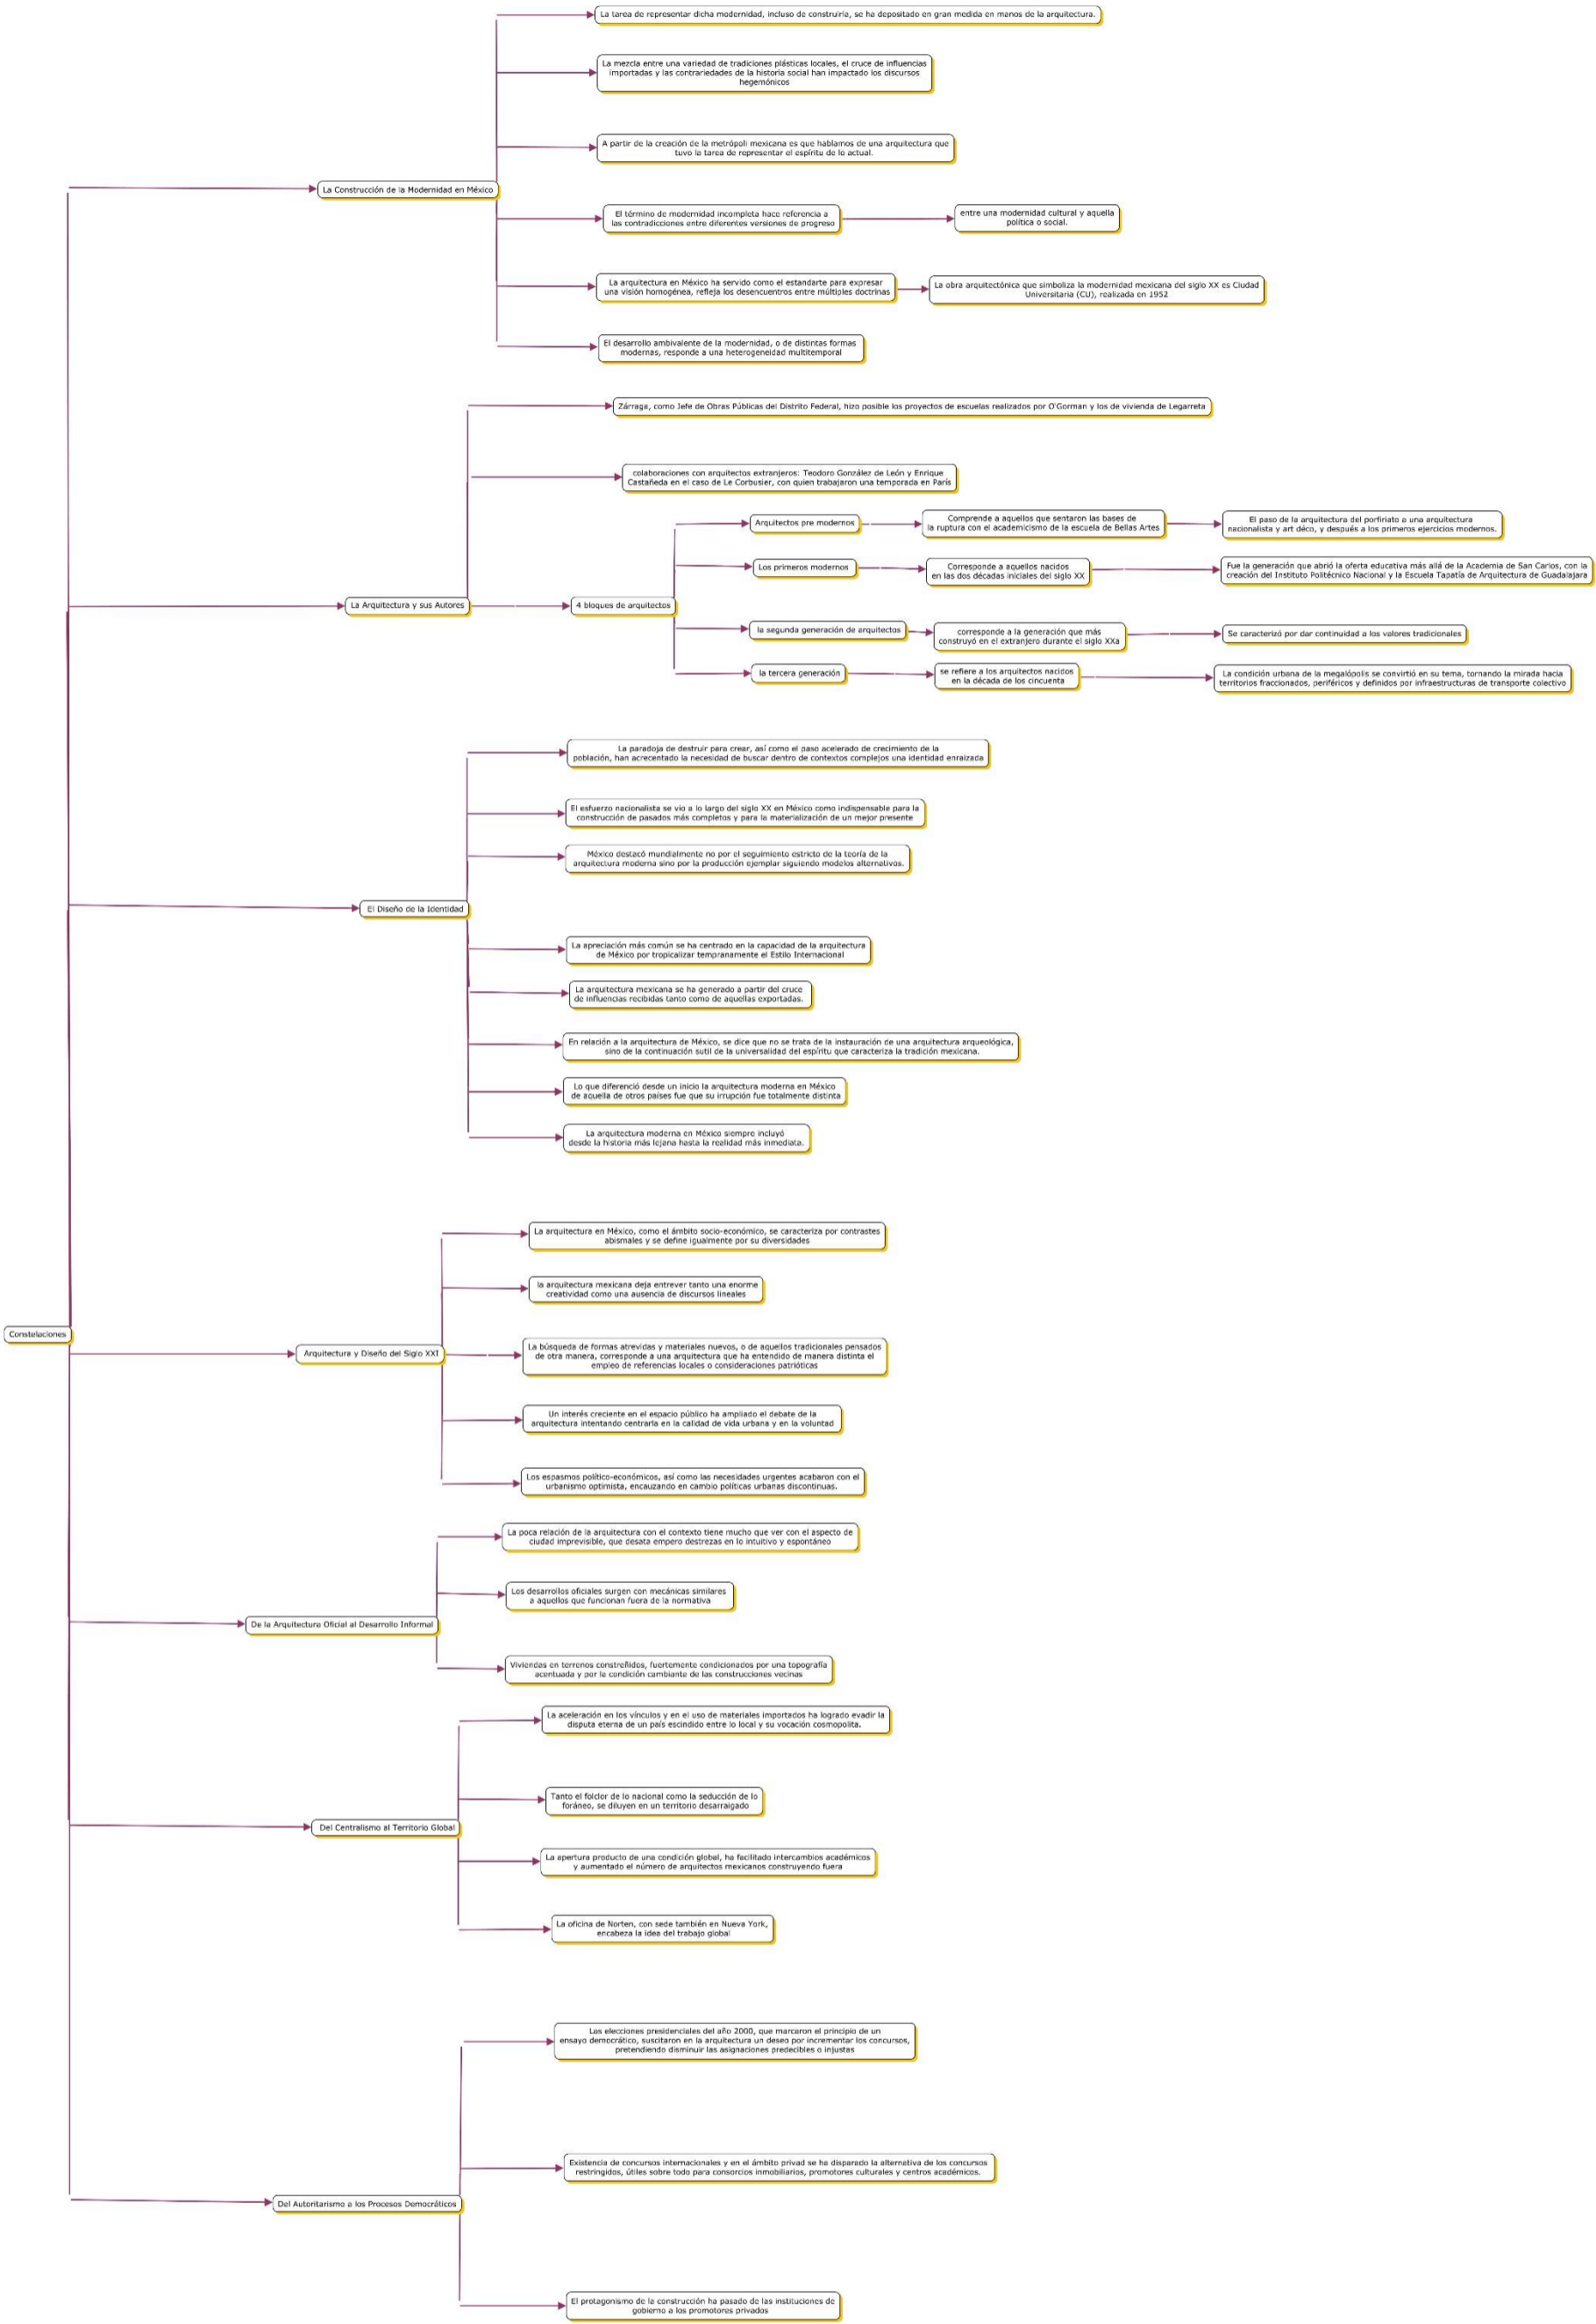 La tarea de representar dicha modernidad, incluso de construirla, se ha depositado en gran medida en manos de la arquitectura.
La mezcla entre una variedad de tradiciones plásticas locales, el cruce de influencias
importadas y las contrariedades de la historia social han impactado los discursos
hegemónicos
A partir de la creación de la metrópoli mexicana es que hablamos de una arquitectura que
tuvo la tarea de representar el espíritu de lo actual.
La Construcción de la Modernidad en México
El término de modernidad incompleta hace referencia a
las contradicciones entre diferentes versiones de progreso
entre una modernidad cultural y aquella
política o social.
La arquitectura en México ha servido como el estandarte para expresar
una visión homogénea, refleja los desencuentros entre múltiples doctrinas
La obra arquitectónica que simboliza la modernidad mexicana del siglo XX es Ciudad
Universitaria (CU), realizada en 1952
El desarrollo ambivalente de la modernidad, o de distintas formas
modernas, responde a una heterogeneidad multitemporal
Zárraga, como Jefe de Obras Públicas del Distrito Federal, hizo posible los proyectos de escuelas realizados por O'Gorman y los de vivienda de Legarreta
colaboraciones con arquitectos extranjeros: Teodoro González de León y Enrique
Castañeda en el caso de Le Corbusier, con quien trabajaron una temporada en París
Arquitectos pre modernos
Comprende a aquellos que sentaron las bases de
la ruptura con el academicismo de la escuela de Bellas Artes
El paso de la arquitectura del porfiriato a una arquitectura
nacionalista y art déco, y después a los primeros ejercicios modernos.
Los primeros modernos
Corresponde a aquellos nacidos
en las dos décadas iniciales del siglo XX
Fue la generación que abrió la oferta educativa más allá de la Academia de San Carlos, con la
creación del Instituto Politécnico Nacional y la Escuela Tapatía de Arquitectura de Guadalajara
La Arquitectura y sus Autores
4 bloques de arquitectos
la segunda generación de arquitectos
corresponde a la generación que más
construyó en el extranjero durante el siglo XXa
Se caracterizó por dar continuidad a los valores tradicionales
la tercera generación
se refiere a los arquitectos nacidos
en la década de los cincuenta
La condición urbana de la megalópolis se convirtió en su tema, tornando la mirada hacia
territorios fraccionados, periféricos y definidos por infraestructuras de transporte colectivo
La paradoja de destruir para crear, así como el paso acelerado de crecimiento de la
población, han acrecentado la necesidad de buscar dentro de contextos complejos una identidad enraizada
El esfuerzo nacionalista se vio a lo largo del siglo XX en México como indispensable para la
construcción de pasados más completos y para la materialización de un mejor presente
México destacó mundialmente no por el seguimiento estricto de la teoría de la
arquitectura moderna sino por la producción ejemplar siguiendo modelos alternativos.
El Diseño de la Identidad
La apreciación más común se ha centrado en la capacidad de la arquitectura
de México por tropicalizar tempranamente el Estilo Internacional
La arquitectura mexicana se ha generado a partir del cruce
de influencias recibidas tanto como de aquellas exportadas.
En relación a la arquitectura de México, se dice que no se trata de la instauración de una arquitectura arqueológica,
sino de la continuación sutil de la universalidad del espíritu que caracteriza la tradición mexicana.
Lo que diferenció desde un inicio la arquitectura moderna en México
de aquella de otros países fue que su irrupción fue totalmente distinta
La arquitectura moderna en México siempre incluyó
desde la historia más lejana hasta la realidad más inmediata.
La arquitectura en México, como el ámbito socio-económico, se caracteriza por contrastes
abismales y se define igualmente por su diversidades
la arquitectura mexicana deja entrever tanto una enorme
creatividad como una ausencia de discursos lineales
Constelaciones
Arquitectura y Diseño del Siglo XXI
La búsqueda de formas atrevidas y materiales nuevos, o de aquellos tradicionales pensados
de otra manera, corresponde a una arquitectura que ha entendido de manera distinta el
empleo de referencias locales o consideraciones patrióticas
Un interés creciente en el espacio público ha ampliado el debate de la
arquitectura intentando centrarla en la calidad de vida urbana y en la voluntad
Los espasmos político-económicos, así como las necesidades urgentes acabaron con el
urbanismo optimista, encauzando en cambio políticas urbanas discontinuas.
La poca relación de la arquitectura con el contexto tiene mucho que ver con el aspecto de
ciudad imprevisible, que desata empero destrezas en lo intuitivo y espontáneo
Los desarrollos oficiales surgen con mecánicas similares
a aquellos que funcionan fuera de la normativa
De la Arquitectura Oficial al Desarrollo Informal
Viviendas en terrenos constreñidos, fuertemente condicionados por una topografía
acentuada y por la condición cambiante de las construcciones vecinas
La aceleración en los vínculos y en el uso de materiales importados ha logrado evadir la
disputa eterna de un país escindido entre lo local y su vocación cosmopolita.
Tanto el folclor de lo nacional como la seducción de lo
foráneo, se diluyen en un territorio desarraigado
Del Centralismo al Territorio Global
La apertura producto de una condición global, ha facilitado intercambios académicos
y aumentado el número de arquitectos mexicanos construyendo fuera
La oficina de Norten, con sede también en Nueva York,
encabeza la idea del trabajo global
Las elecciones presidenciales del año 2000, que marcaron el principio de un
ensayo democrático, suscitaron en la arquitectura un deseo por incrementar los concursos,
pretendiendo disminuir las asignaciones predecibles o injustas
Existencia de concursos internacionales y en el ámbito privad se ha disparado la alternativa de los concursos
restringidos, útiles sobre todo para consorcios inmobiliarios, promotores culturales y centros académicos.
Del Autoritarismo a los Procesos Democráticos
El protagonismo de la construcción ha pasado de las instituciones de
gobierno a los promotores privados